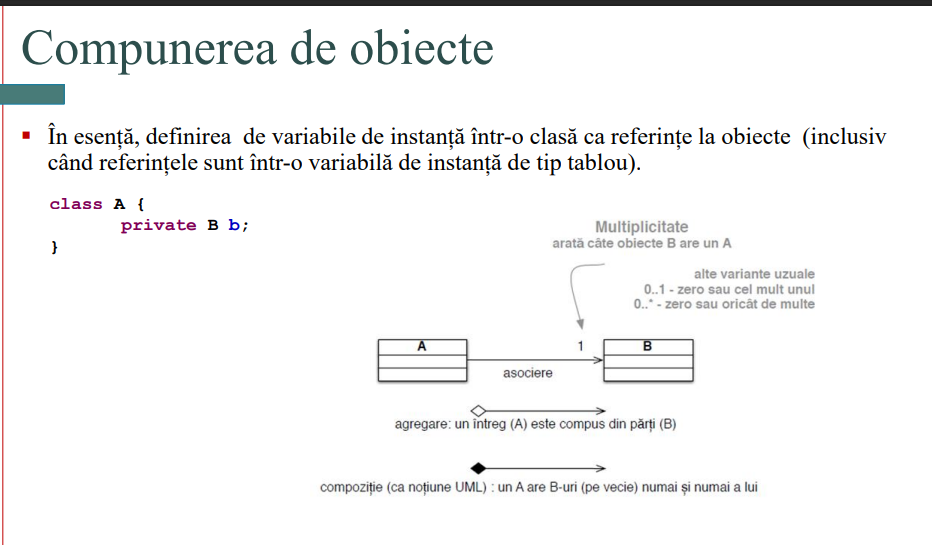 Compunerea de obiecte
În esență, definirea de variabile de instanță într-o clasă ca referințe la obiecte (inclusiv
când referințele sunt într-o variabilă de instanță de tip tablou).
class A {
private B b;
}
Multiplicitate
arată câte obiecte B are un A
alte variante uzuale
0..1 - zero sau cel mult unul
0..* - zero sau oricât de multe
A
1
B
asociere
agregare: un întreg (A) este compus din părți (B)
compoziție (ca noțiune UML) : un A are B-uri (pe vecie) numai și numai a lui